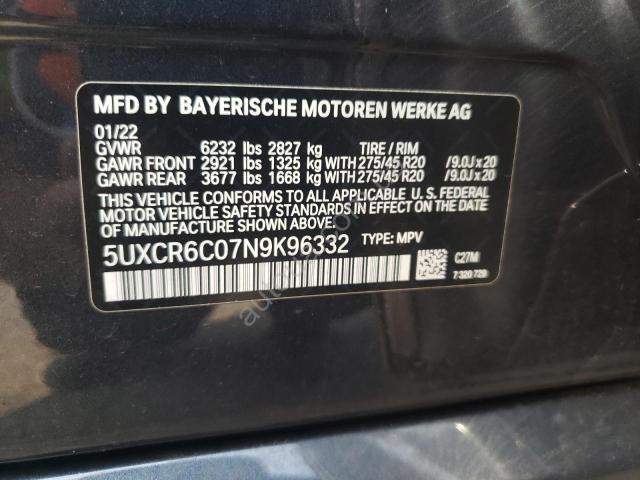 MFD BY BAYERISCHE MOTOREN WERKE AG
01/22
GVWR 6232 lbs 2827 kg TIRE / RIM
GAWR FRONT 2921 lbs 1325 kg WITH 275/45 R20 /9.0J x 20
GAWR REAR 3677 lbs 1668 kg WITH 275/45 R20 /9.0J x 20
THIS VEHICLE CONFORMS TO ALL APPLICABLE U. S. FEDERAL
MOTOR VEHICLE SAFETY STANDARDS IN EFFECT ON THE DATE
OF MANUFACTURE SHOWN ABOVE.
5UXCR6C07N9K96332 TYPE: MPV
C27M
7 320 729